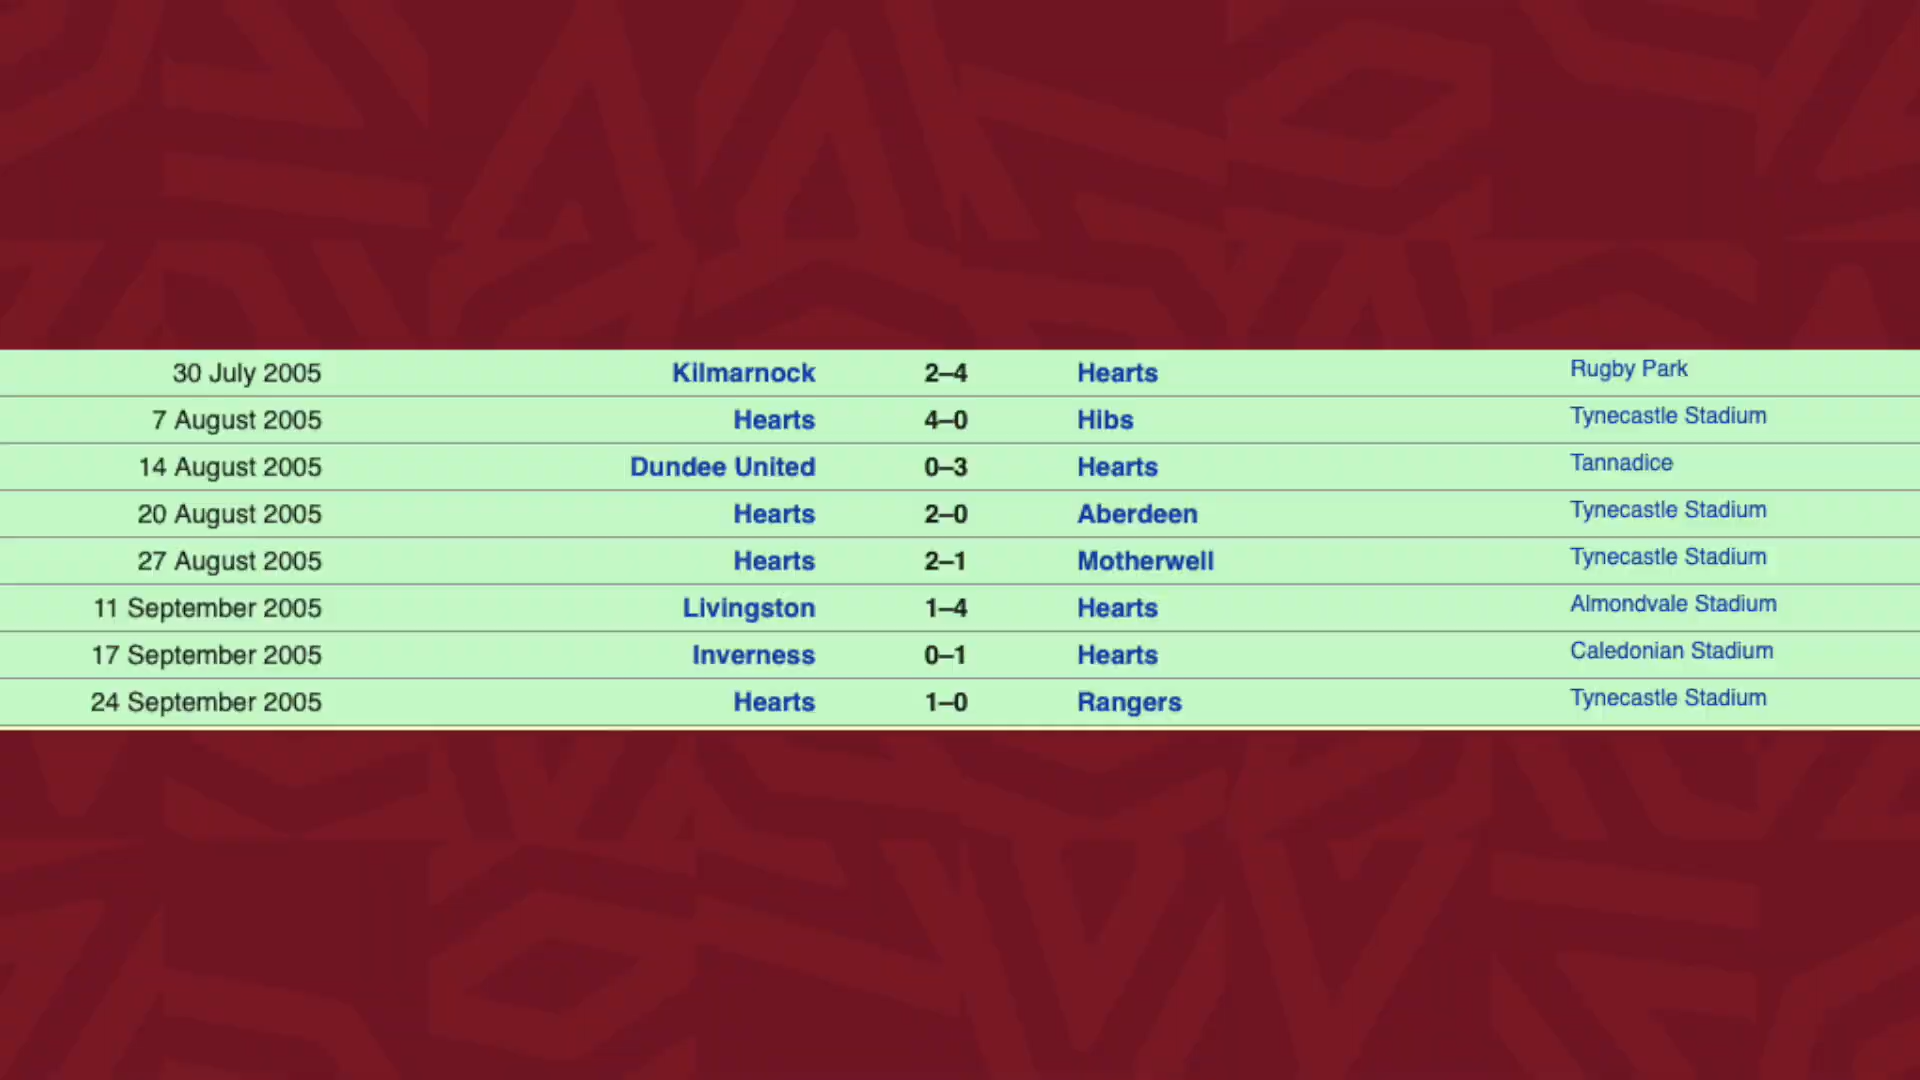 30 July 2005 Kilmarnock 2–4 Hearts Rugby Park
7 August 2005 Hearts 4–0 Hibs Tynecastle Stadium
14 August 2005 Dundee United 0–3 Hearts Tannadice
20 August 2005 Hearts 2–0 Aberdeen Tynecastle Stadium
27 August 2005 Hearts 2–1 Motherwell Tynecastle Stadium
11 September 2005 Livingston 1–4 Hearts Almondvale Stadium
17 September 2005 Inverness 0–1 Hearts Caledonian Stadium
24 September 2005 Hearts 1–0 Rangers Tynecastle Stadium